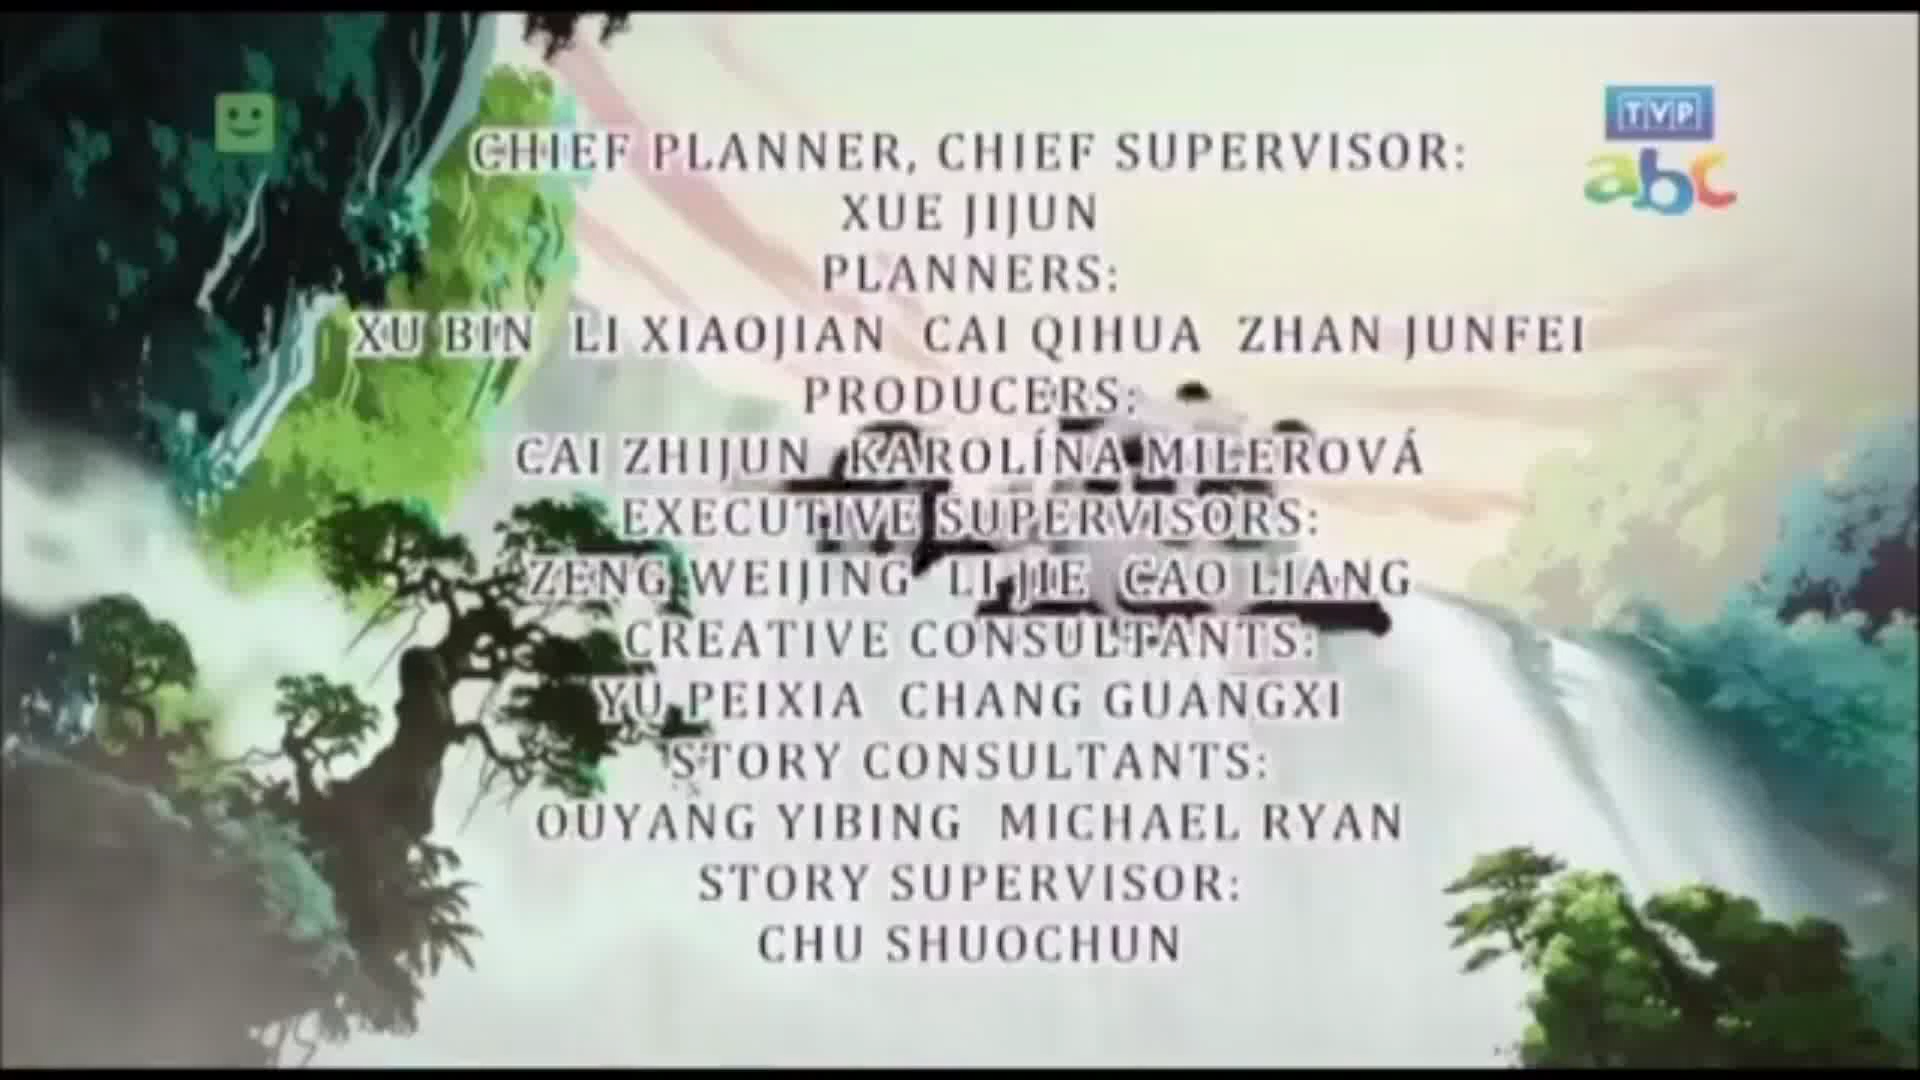 TVP
abc
CHIEF PLANNER, CHIEF SUPERVISOR:
XUE JIJUN
PLANNERS:
XU BIN LI XIAOJIAN CAI QIHUA ZHAN JUNFEI
PRODUCERS:
CAI ZHIJUN KAROLÍNA MILEROVÁ
EXECUTIVE SUPERVISORS:
ZENG WEIJING LI JIE CAO LIANG
CREATIVE CONSULTANTS:
YU PEIXIA CHANG GUANGXI
STORY CONSULTANTS:
OUYANG YIBING MICHAEL RYAN
STORY SUPERVISOR:
CHU SHUOCHUN